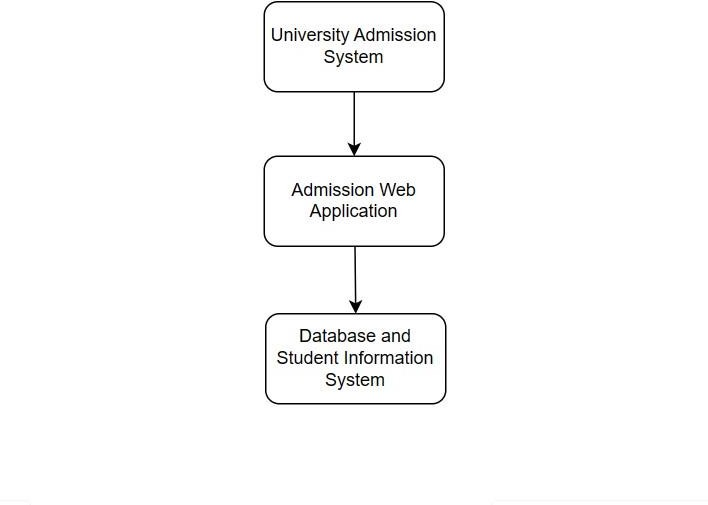 University Admission
System
Admission Web
Application
Database and
Student Information
System